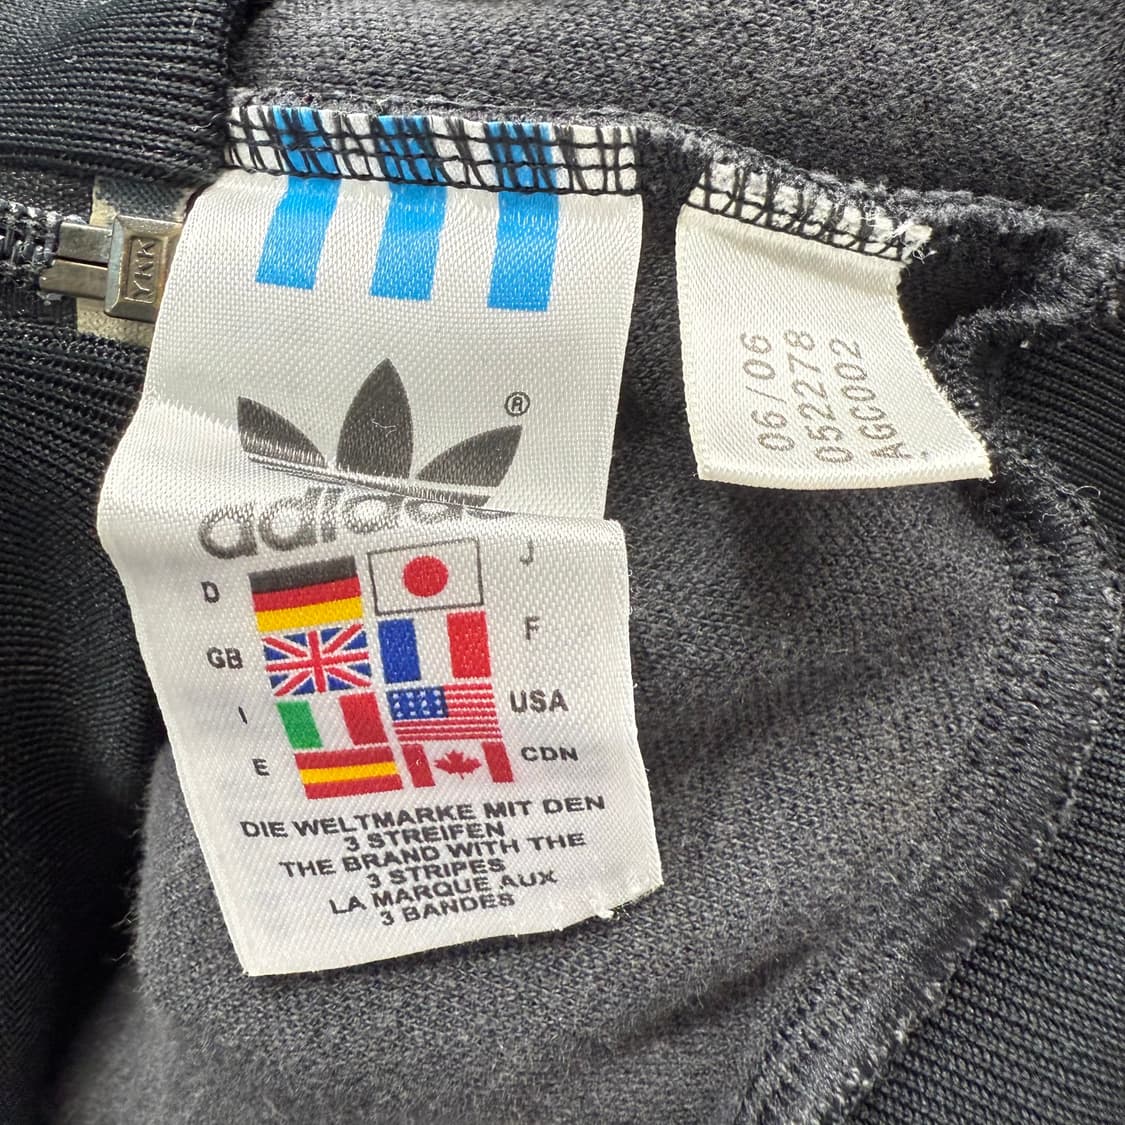 YKK
®
adidas
D
J
GB
F
I
USA
E
CDN
DIE WELTMARKE MIT DEN
3 STREIFEN
THE BRAND WITH THE
3 STRIPES
LA MARQUE AUX
3 BANDES
06/06
052278
AGC002